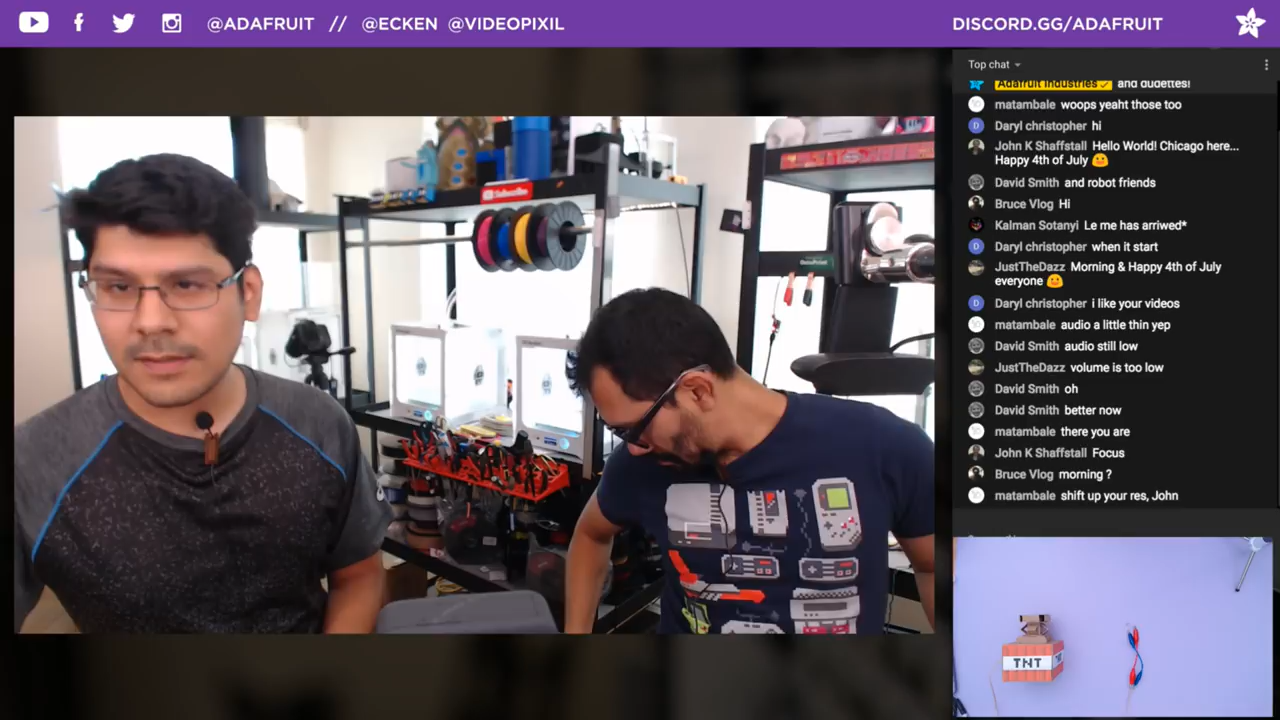 @ADAFRUIT // @ECKEN @VIDEOPIXIL
DISCORD.GG/ADAFRUIT
Top chat
Adafruit Industries and dudettes!
matambale woops yeaht those too
D Daryl christopher hi
John K Shaffstall Hello World! Chicago here...
Happy 4th of July
David Smith and robot friends
Bruce Vlog Hi
Kalman Sotanyi Le me has arrwed*
D Daryl christopher when it start
JustTheDazz Morning & Happy 4th of July
everyone
D Daryl christopher i like your videos
matambale audio a little thin yep
David Smith audio still low
JustTheDazz volume is too low
David Smith oh
David Smith better now
matambale there you are
John K Shaffstall Focus
Bruce Vlog morning ?
matambale shift up your res, John
Subscribe
TNT